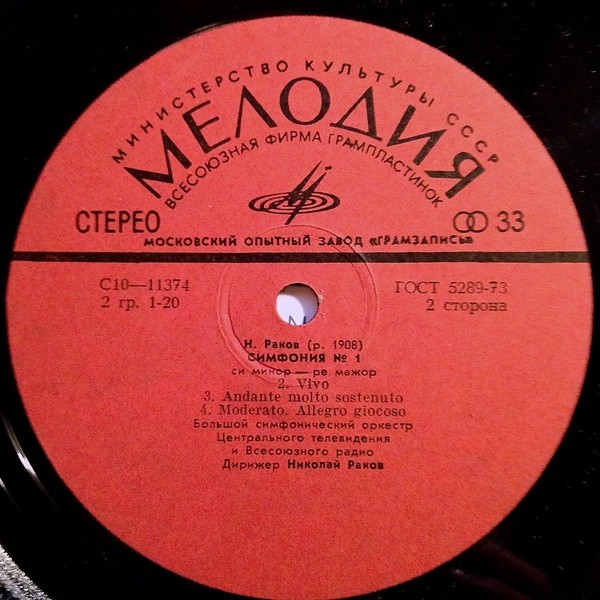 МИНИСТЕРСТВО КУЛЬТУРЫ СССР
МЕЛОДИЯ
ВСЕСОЮЗНАЯ ФИРМА ГРАМПЛАСТИНОК
СТЕРЕО
33
МОСКОВСКИЙ ОПЫТНЫЙ ЗАВОД «ГРАМЗАПИСЬ»
С10—11374
ГОСТ 5289-73
2 гр. 1-20
2 сторона
Н. Раков (р. 1908)
СИМФОНИЯ № 1
си минор — ре мажор
2. Vivo
3. Andante molto sostenuto
4. Moderato. Allegro giocoso
Большой симфонический оркестр
Центрального телевидения
и Всесоюзного радио
Дирижер Николай Раков